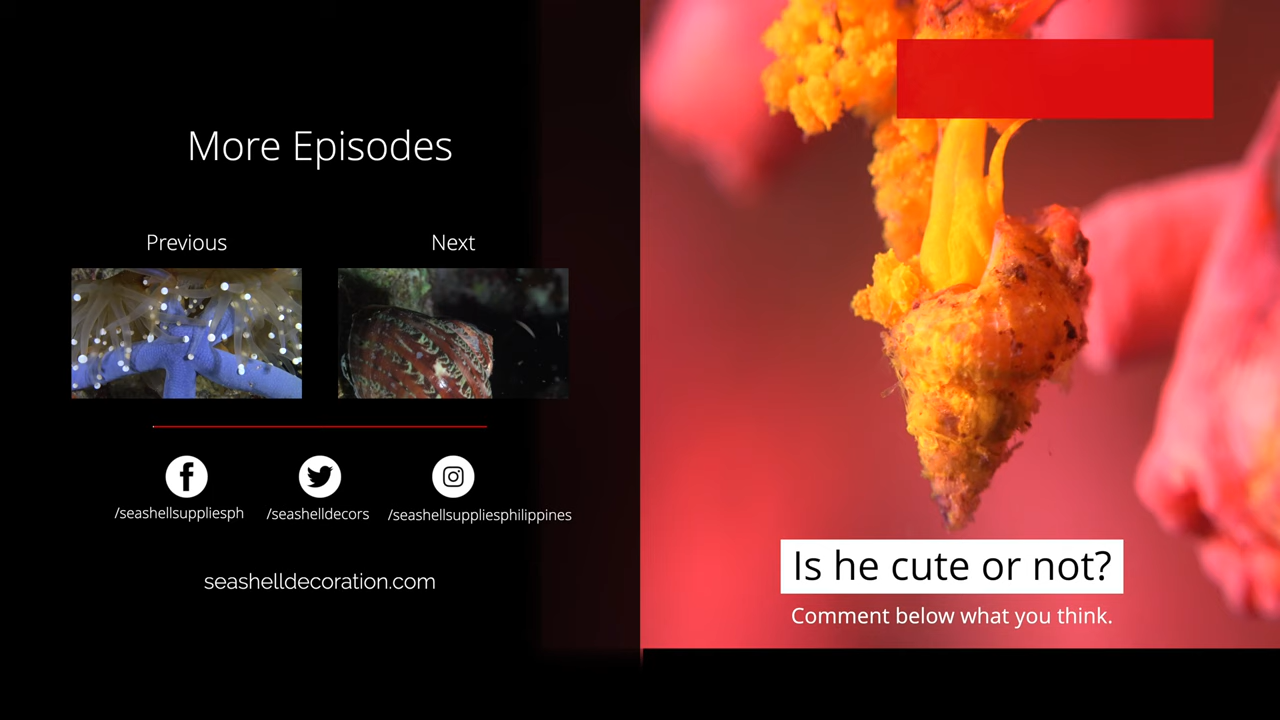 More Episodes
Previous
Next
/seashellsuppliesph
/seashelldecors
/seashellsuppliesphilippines
seashelldecoration.com
Is he cute or not?
Comment below what you think.